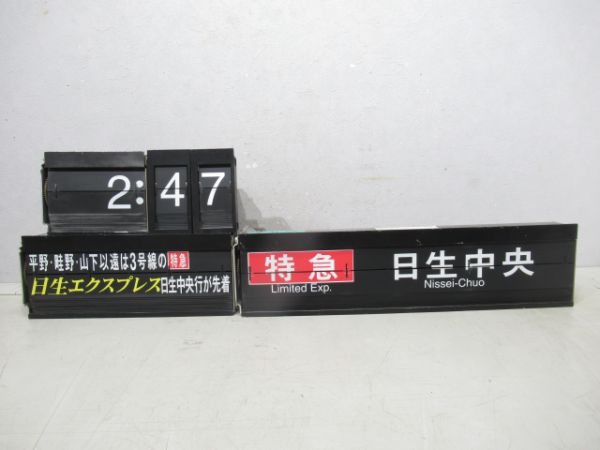 2:47
平野・畦野・山下以遠は3号線の特急
日生エクスプレス日生中央行が先着
特急 日生中央
Limited Exp. Nissei-Chuo